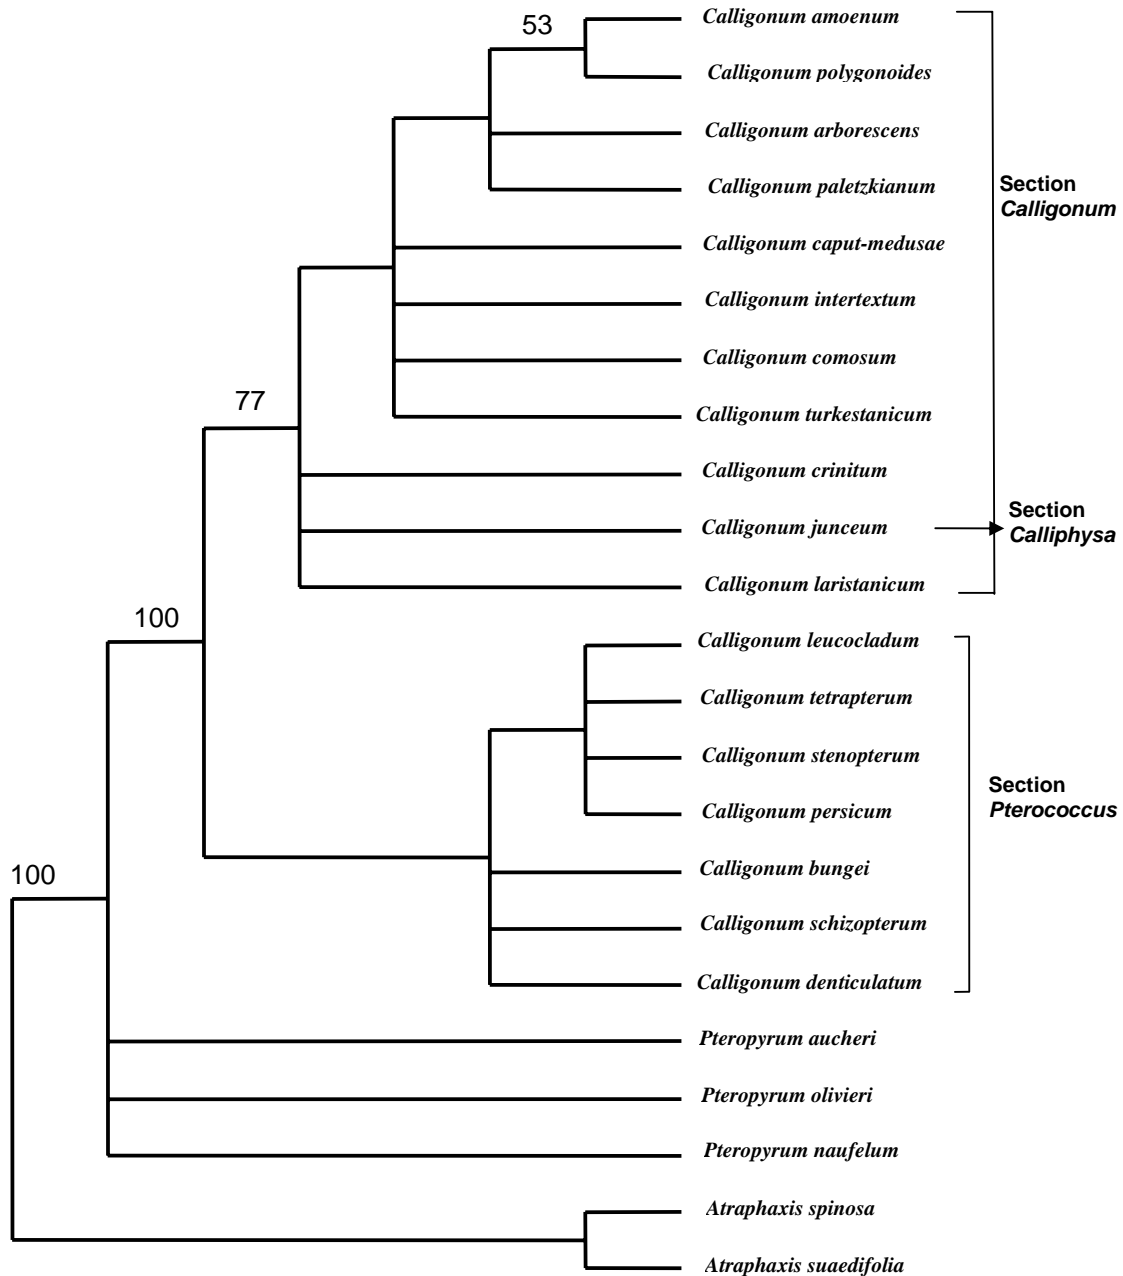 53
Calligonum amoenum
Calligonum polygonoides
Calligonum arborescens
Calligonum paletzkianum
Section
Calligonum
Calligonum caput-medusae
Calligonum intertextum
Calligonum comosum
77
Calligonum turkestanicum
Calligonum crinitum
Calligonum junceum
Section
Calliphysa
Calligonum laristanicum
100
Calligonum leucocladum
Calligonum tetrapterum
Calligonum stenopterum
Section
Pterococcus
Calligonum persicum
Calligonum bungei
100
Calligonum schizopterum
Calligonum denticulatum
Pteropyrum aucheri
Pteropyrum olivieri
Pteropyrum naufelum
Atraphaxis spinosa
Atraphaxis suaedifolia